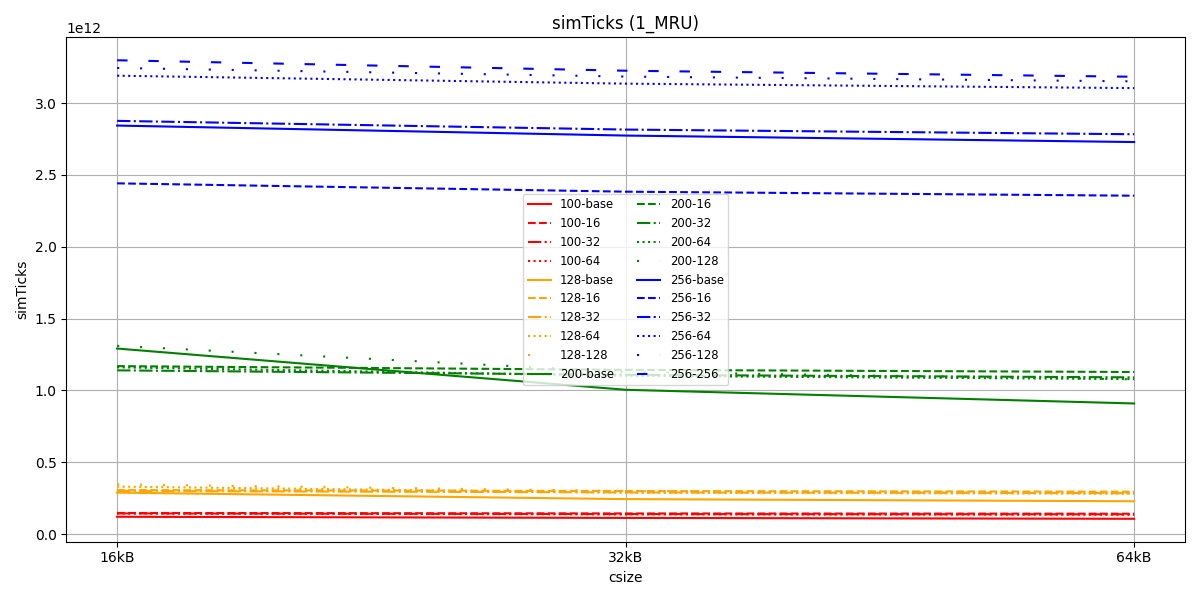 simTicks (1_MRU)
1e12
3.0
2.5
2.0
1.5
1.0
0.5
0.0
simTicks
16kB
32kB
64kB
csize
100-base
100-16
100-32
100-64
128-base
128-16
128-32
128-64
128-128
200-base
200-16
200-32
200-64
200-128
256-base
256-16
256-32
256-64
256-128
256-256